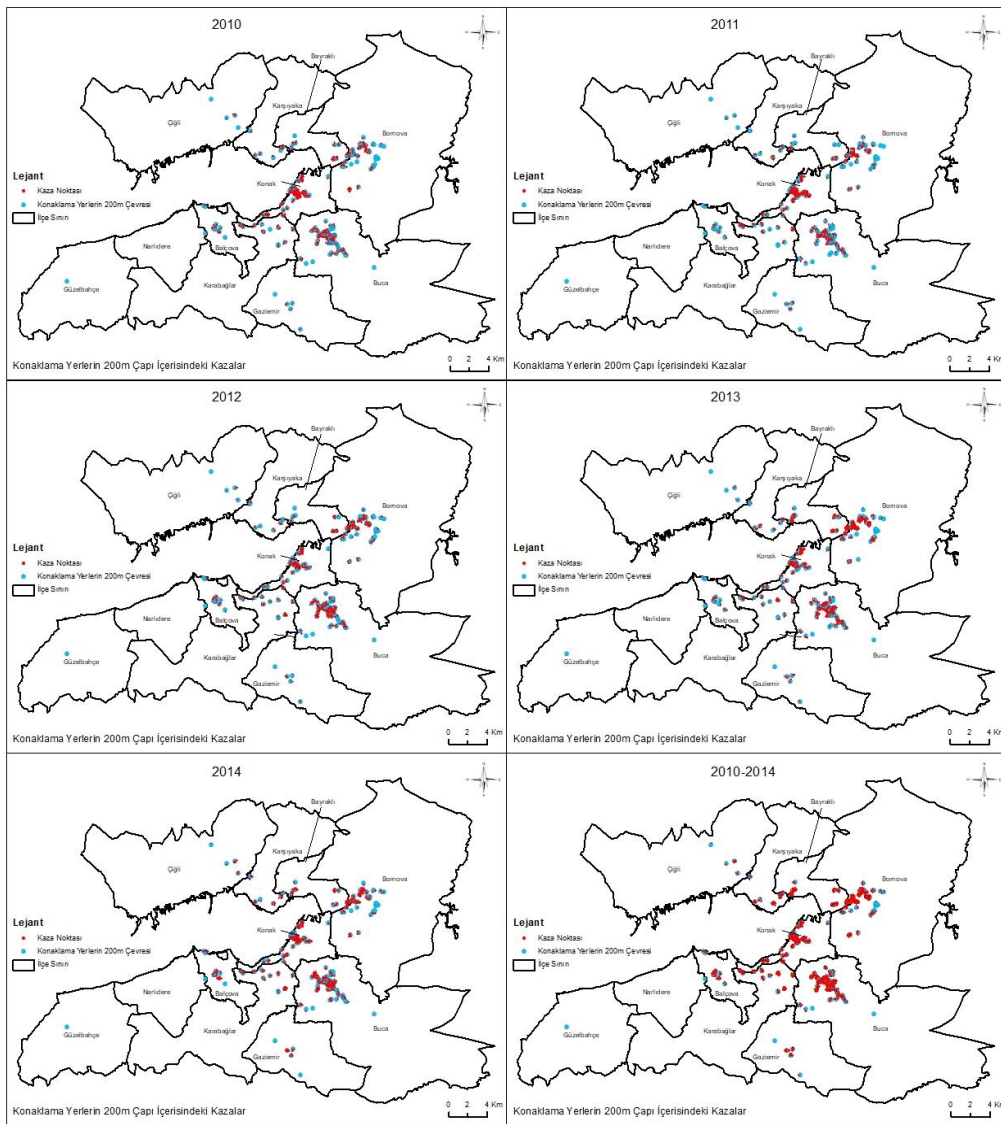 2010
Bayraklı
Karşıyaka
Çiğli
Bornova
Lejant
Konak
Kaza Noktası
Konaklama Yerlerin 200m Çevresi
İlçe Sınırı
Narlıdere
Balçova
Güzelbahçe
Karabağlar
Buca
Gaziemir
0 2 4 Km
Konaklama Yerlerin 200m Çapı İçerisindeki Kazalar
2011
Bayraklı
Karşıyaka
Çiğli
Bornova
Lejant
Konak
Kaza Noktası
Konaklama Yerlerin 200m Çevresi
İlçe Sınırı
Narlıdere
Balçova
Güzelbahçe
Karabağlar
Buca
Gaziemir
0 2 4 Km
Konaklama Yerlerin 200m Çapı İçerisindeki Kazalar
2012
Bayraklı
Karşıyaka
Çiğli
Bornova
Lejant
Konak
Kaza Noktası
Konaklama Yerlerin 200m Çevresi
İlçe Sınırı
Narlıdere
Balçova
Güzelbahçe
Karabağlar
Buca
Gaziemir
0 2 4 Km
Konaklama Yerlerin 200m Çapı İçerisindeki Kazalar
2013
Bayraklı
Karşıyaka
Çiğli
Bornova
Lejant
Konak
Kaza Noktası
Konaklama Yerlerin 200m Çevresi
İlçe Sınırı
Narlıdere
Balçova
Güzelbahçe
Karabağlar
Buca
Gaziemir
0 2 4 Km
Konaklama Yerlerin 200m Çapı İçerisindeki Kazalar
2014
Bayraklı
Karşıyaka
Çiğli
Bornova
Lejant
Konak
Kaza Noktası
Konaklama Yerlerin 200m Çevresi
İlçe Sınırı
Narlıdere
Balçova
Güzelbahçe
Karabağlar
Buca
Gaziemir
0 2 4 Km
Konaklama Yerlerin 200m Çapı İçerisindeki Kazalar
2010-2014
Bayraklı
Karşıyaka
Çiğli
Bornova
Lejant
Konak
Kaza Noktası
Konaklama Yerlerin 200m Çevresi
İlçe Sınırı
Narlıdere
Balçova
Güzelbahçe
Karabağlar
Buca
Gaziemir
0 2 4 Km
Konaklama Yerlerin 200m Çapı İçerisindeki Kazalar